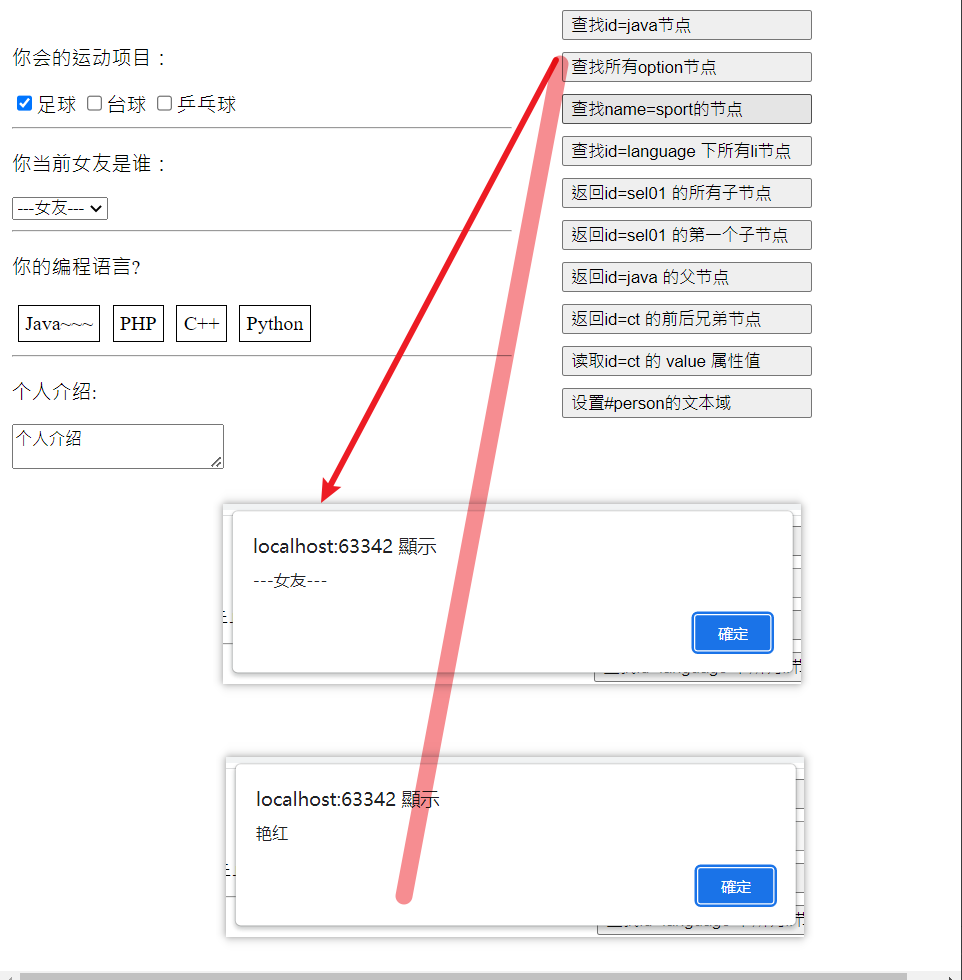 你会的运动项目：
足球 台球 乒乓球
你当前女友是谁：
---女友---
你的编程语言?
Java~~~ PHP C++ Python
个人介绍:
个人介绍
查找id=java节点
查找所有option节点
查找name=sport的节点
查找id=language 下所有li节点
返回id=sel01 的所有子节点
返回id=sel01 的第一个子节点
返回id=java 的父节点
返回id=ct 的前后兄弟节点
读取id=ct 的 value 属性值
设置#person的文本域
localhost:63342 顯示
---女友---
確定
localhost:63342 顯示
艳红
確定